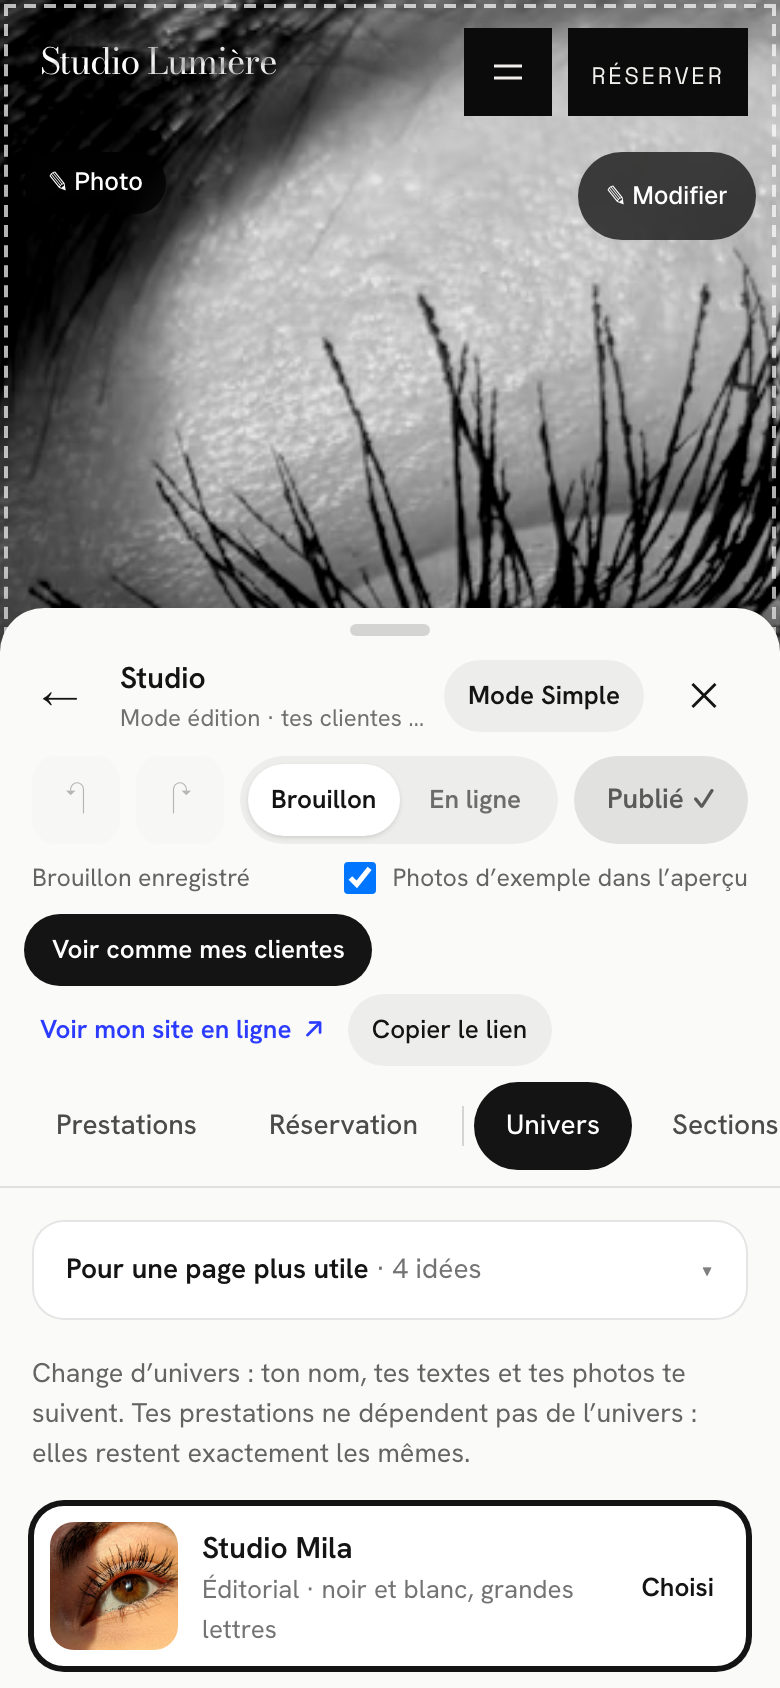 Studio Lumière
RÉSERVER
✎ Photo
✎ Modifier
Studio
Mode édition · tes clientes ...
Mode Simple
Brouillon
En ligne
Publié ✓
Brouillon enregistré
Photos d’exemple dans l’aperçu
Voir comme mes clientes
Voir mon site en ligne ↗
Copier le lien
Prestations
Réservation
Univers
Sections
Pour une page plus utile · 4 idées
Change d’univers : ton nom, tes textes et tes photos te
suivent. Tes prestations ne dépendent pas de l’univers :
elles restent exactement les mêmes.
Studio Mila
Éditorial · noir et blanc, grandes
lettres
Choisi